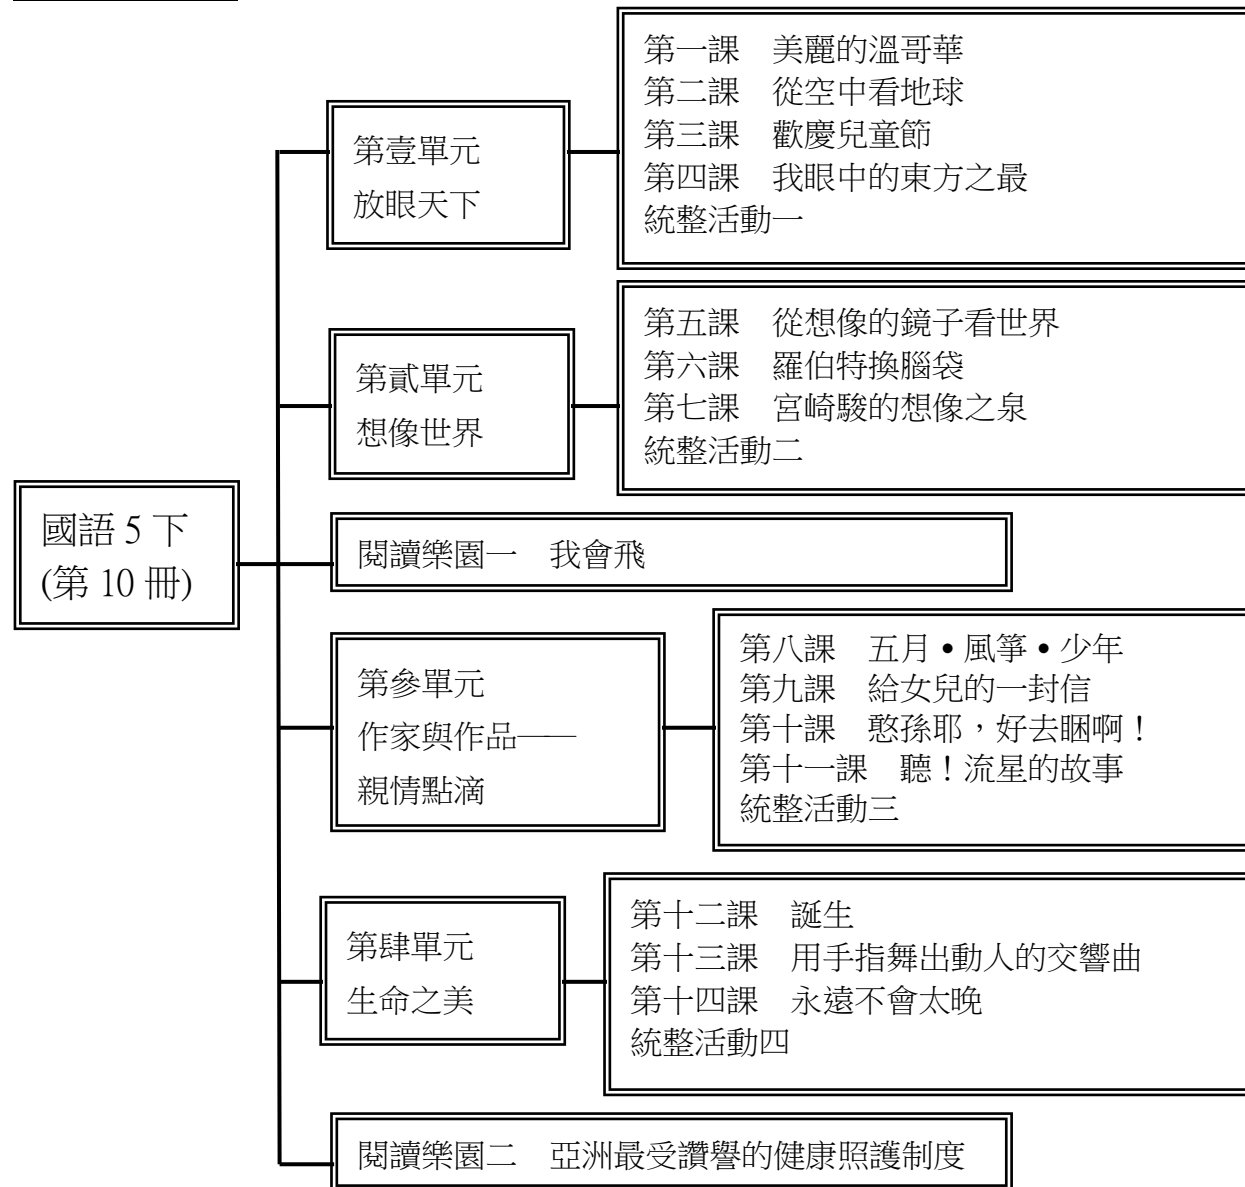 國語 5 下
(第 10 冊)
第壹單元
放眼天下
第一課　美麗的溫哥華
第二課　從空中看地球
第三課　歡慶兒童節
第四課　我眼中的東方之最
統整活動一
第貳單元
想像世界
第五課　從想像的鏡子看世界
第六課　羅伯特換腦袋
第七課　宮崎駿的想像之泉
統整活動二
閱讀樂園一　我會飛
第參單元
作家與作品——
親情點滴
第八課　五月•風箏•少年
第九課　給女兒的一封信
第十課　憨孫耶，好去睏啊！
第十一課　聽！流星的故事
統整活動三
第肆單元
生命之美
第十二課　誕生
第十三課　用手指舞出動人的交響曲
第十四課　永遠不會太晚
統整活動四
閱讀樂園二　亞洲最受讚譽的健康照護制度